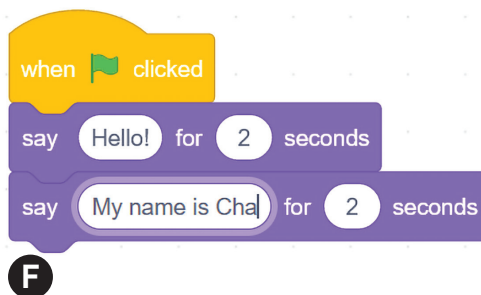 when clicked
say Hello! for 2 seconds
say My name is Cha for 2 seconds
F